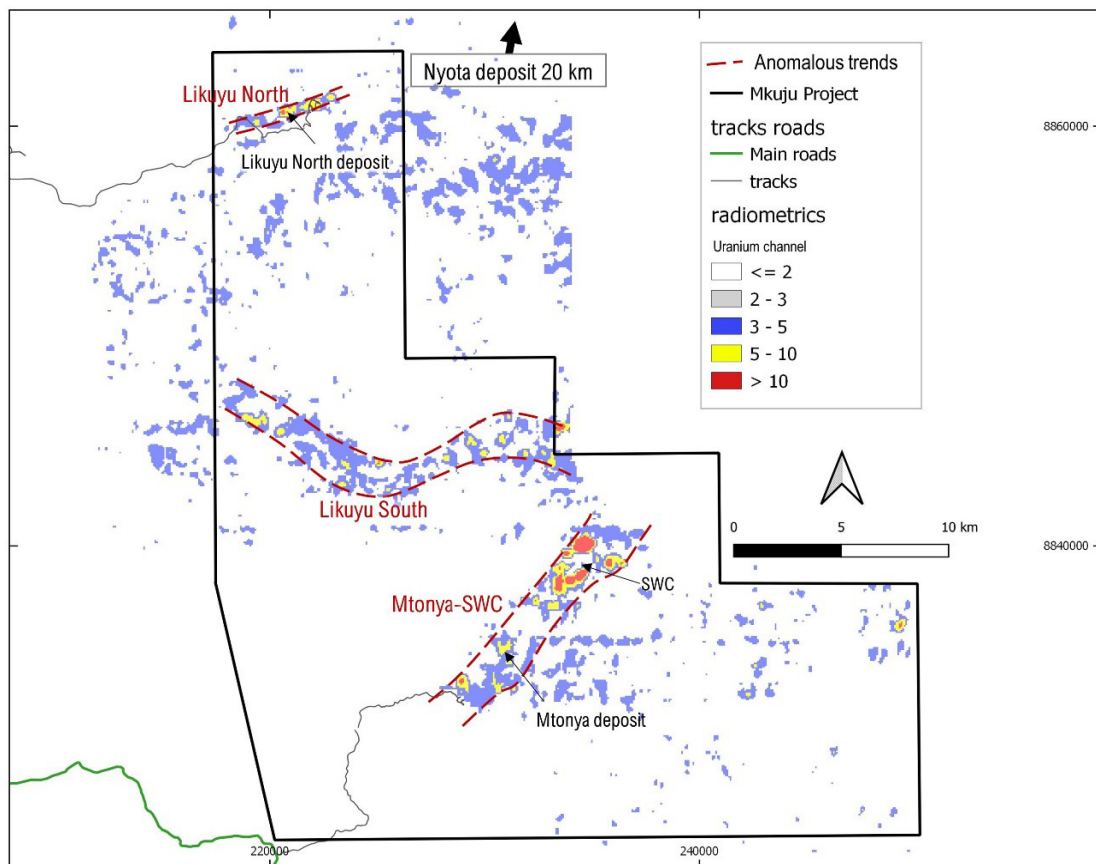 Nyota deposit 20 km
Likuyu North
Likuyu North deposit
Anomalous trends
Mkuju Project
tracks roads
Main roads
tracks
radiometrics
Uranium channel
<= 2
2 - 3
3 - 5
5 - 10
> 10
8860000
Likuyu South
0
5
10 km
8840000
SWC
Mtonya-SWC
Mtonya deposit
220000
240000